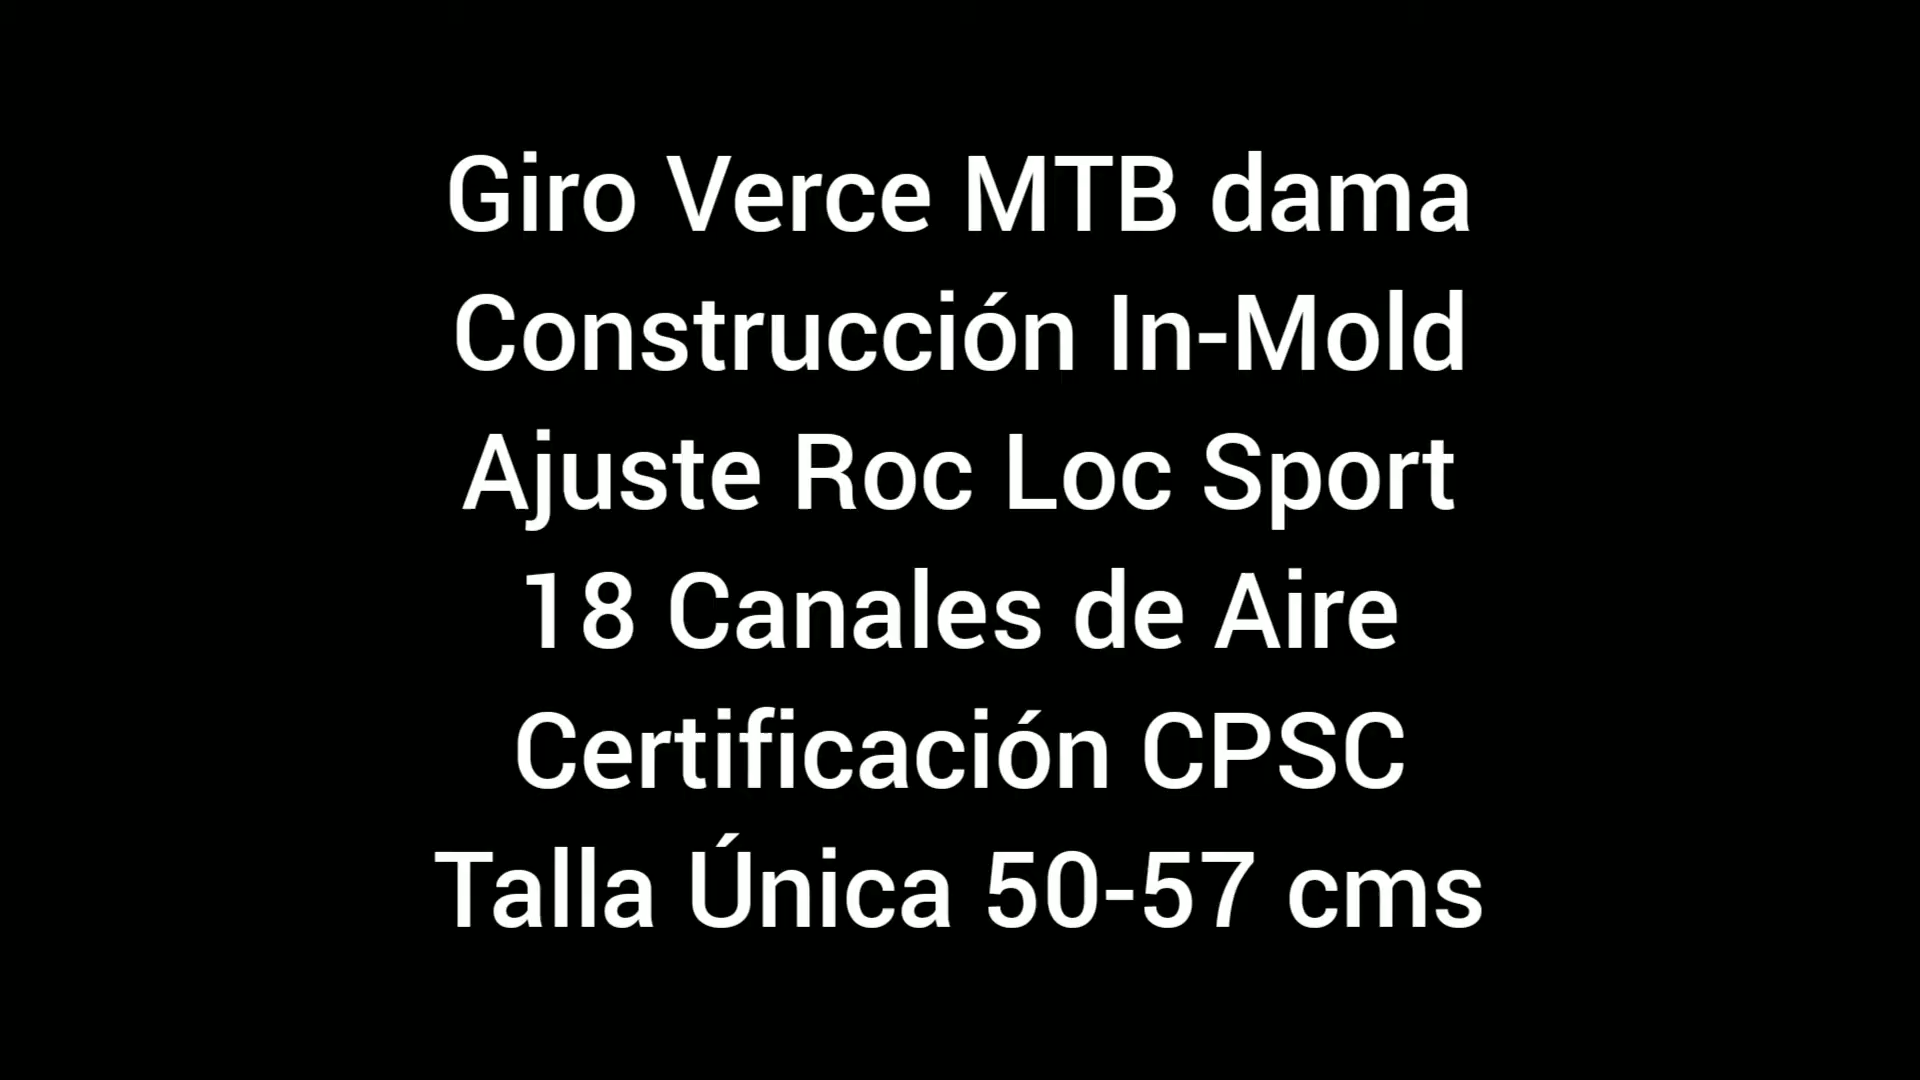 Giro Verce MTB dama
Construcción In-Mold
Ajuste Roc Loc Sport
18 Canales de Aire
Certificación CPSC
Talla Única 50-57 cms